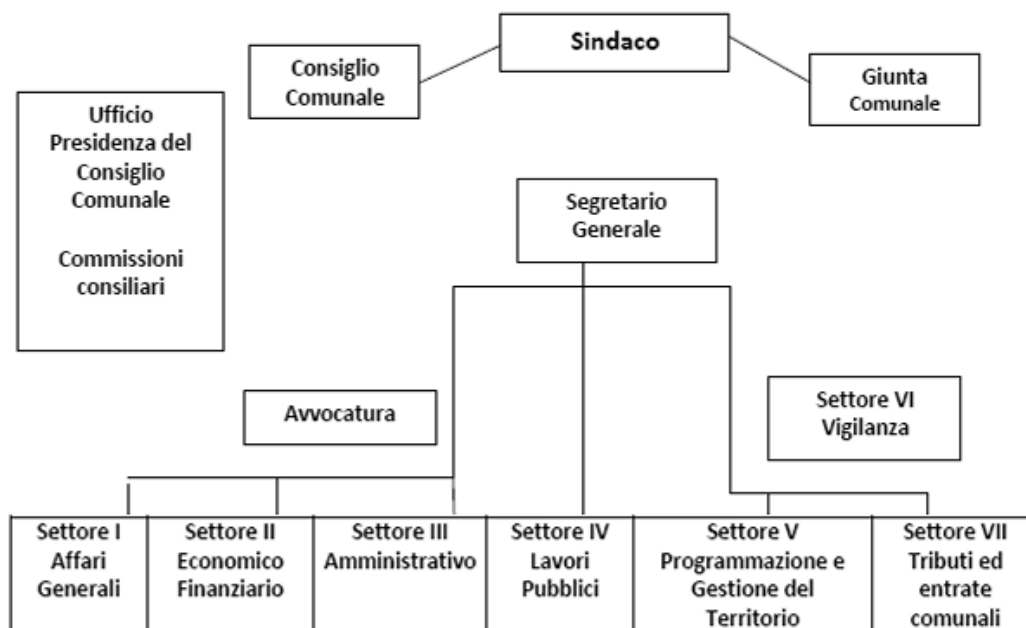 Sindaco
Consiglio
Comunale
Giunta
Comunale
Ufficio
Presidenza del
Consiglio
Comunale
Commissioni
consiliari
Segretario
Generale
Avvocatura
Settore VI
Vigilanza
Settore I
Affari
Generali
Settore II
Economico
Finanziario
Settore III
Amministrativo
Settore IV
Lavori
Pubblici
Settore V
Programmazione e
Gestione del
Territorio
Settore VII
Tributi ed
entrate
comunali